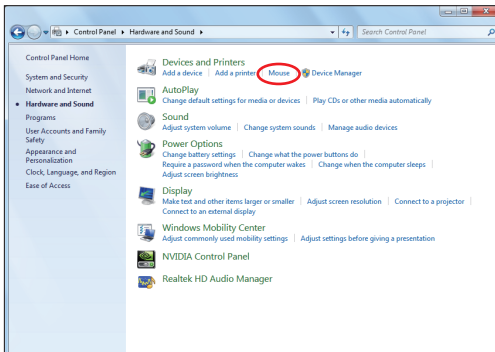 Control Panel ▸ Hardware and Sound ▸
Search Control Panel
Control Panel Home
System and Security
Network and Internet
Hardware and Sound
Programs
User Accounts and Family
Safety
Appearance and
Personalization
Clock, Language, and Region
Ease of Access
Devices and Printers
Add a device | Add a printer | Mouse | Device Manager
AutoPlay
Change default settings for media or devices | Play CDs or other media automatically
Sound
Adjust system volume | Change system sounds | Manage audio devices
Power Options
Change battery settings | Change what the power buttons do |
Require a password when the computer wakes | Change when the computer sleeps |
Adjust screen brightness
Display
Make text and other items larger or smaller | Adjust screen resolution | Connect to a projector |
Connect to an external display
Windows Mobility Center
Adjust commonly used mobility settings | Adjust settings before giving a presentation
NVIDIA Control Panel
Realtek HD Audio Manager